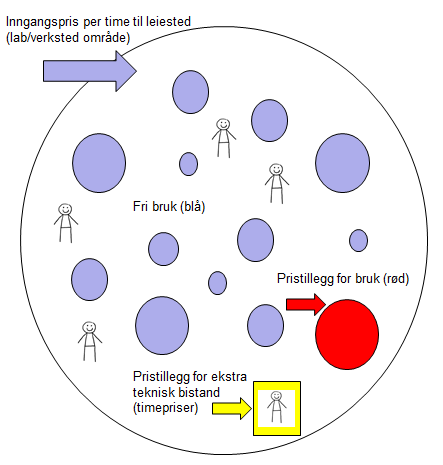 Inngangspris per time til leiested
(lab/verksted område)
Fri bruk (blå)
Pristillegg for bruk (rød)
Pristillegg for ekstra
teknisk bistand
(timepriser)